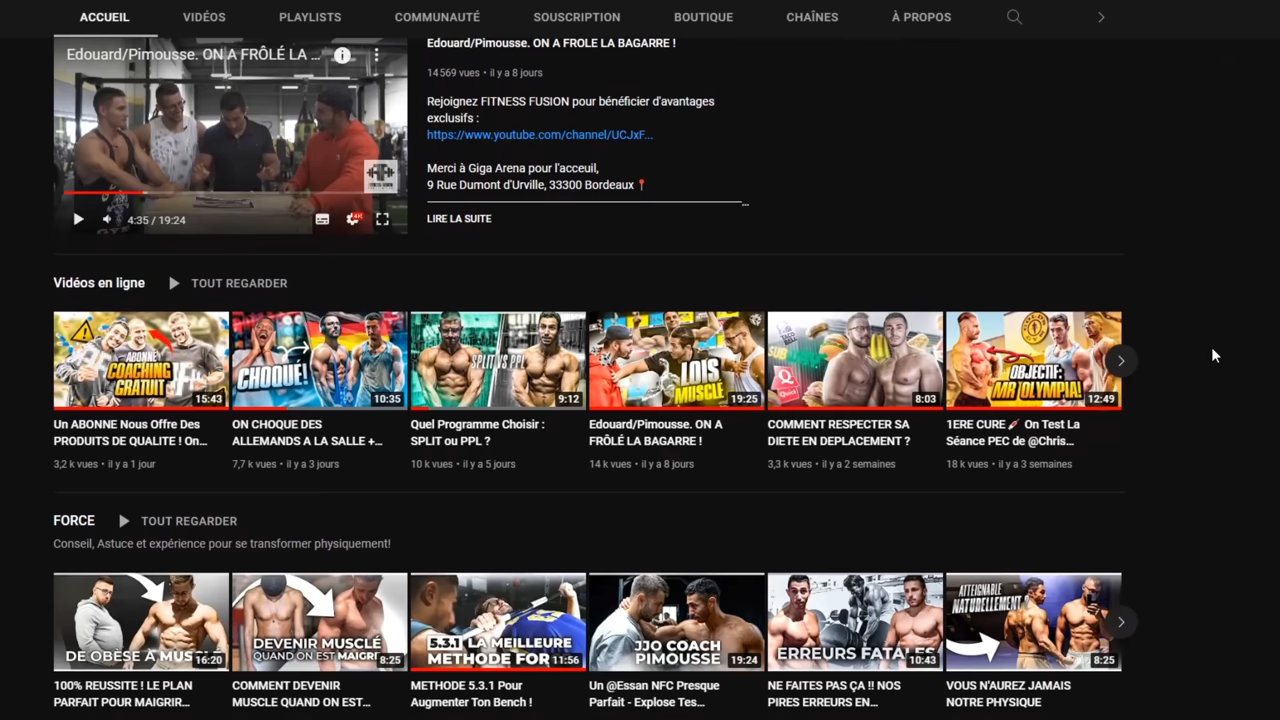 ACCUEIL VIDÉOS PLAYLISTS COMMUNAUTÉ SOUSCRIPTION BOUTIQUE CHAÎNES À PROPOS
Edouard/Pimousse. ON A FRÔLÉ LA ...
4:35 / 19:24
Edouard/Pimousse. ON A FROLE LA BAGARRE !
14 569 vues • il y a 8 jours
Rejoignez FITNESS FUSION pour bénéficier d'avantages
exclusifs :
https://www.youtube.com/channel/UCJxF...
Merci à Giga Arena pour l'acceuil,
9 Rue Dumont d'Urville, 33300 Bordeaux
...
LIRE LA SUITE
Vidéos en ligne TOUT REGARDER
ABONNE
COACHING
GRATUIT
15:43
CHOQUÉ!
10:35
SPLIT VS PPL
9:12
LOIS
MUSCLÉ
19:25
TACO
BELL
SUB
Quick
8:03
OBJECTIF:
MR OLYMPIA!
12:49
Un ABONNE Nous Offre Des
PRODUITS DE QUALITE ! On...
3,2 k vues • il y a 1 jour
ON CHOQUE DES
ALLEMANDS A LA SALLE +...
7,7 k vues • il y a 3 jours
Quel Programme Choisir :
SPLIT ou PPL ?
10 k vues • il y a 5 jours
Edouard/Pimousse. ON A
FRÔLÉ LA BAGARRE !
14 k vues • il y a 8 jours
COMMENT RESPECTER SA
DIETE EN DEPLACEMENT ?
3,3 k vues • il y a 2 semaines
1ERE CURE On Test La
Séance PEC de @Chris...
18 k vues • il y a 3 semaines
FORCE TOUT REGARDER
Conseil, Astuce et expérience pour se transformer physiquement!
DE OBÈSE À MUSCLÉ
16:20
DEVENIR MUSCLÉ
QUAND ON EST MAIGRE
8:25
5.3.1 LA MEILLEURE
METHODE FOR
11:56
JJO COACH
PIMOUSSE
19:24
ERREURS FATALES
10:43
ATTEIGNABLE
NATURELLEMENT
8:25
100% REUSSITE ! LE PLAN
PARFAIT POUR MAIGRIR...
COMMENT DEVENIR
MUSCLE QUAND ON EST...
METHODE 5.3.1 Pour
Augmenter Ton Bench !
Un @Essan NFC Presque
Parfait - Explose Tes...
NE FAITES PAS ÇA !! NOS
PIRES ERREURS EN...
VOUS N'AUREZ JAMAIS
NOTRE PHYSIQUE